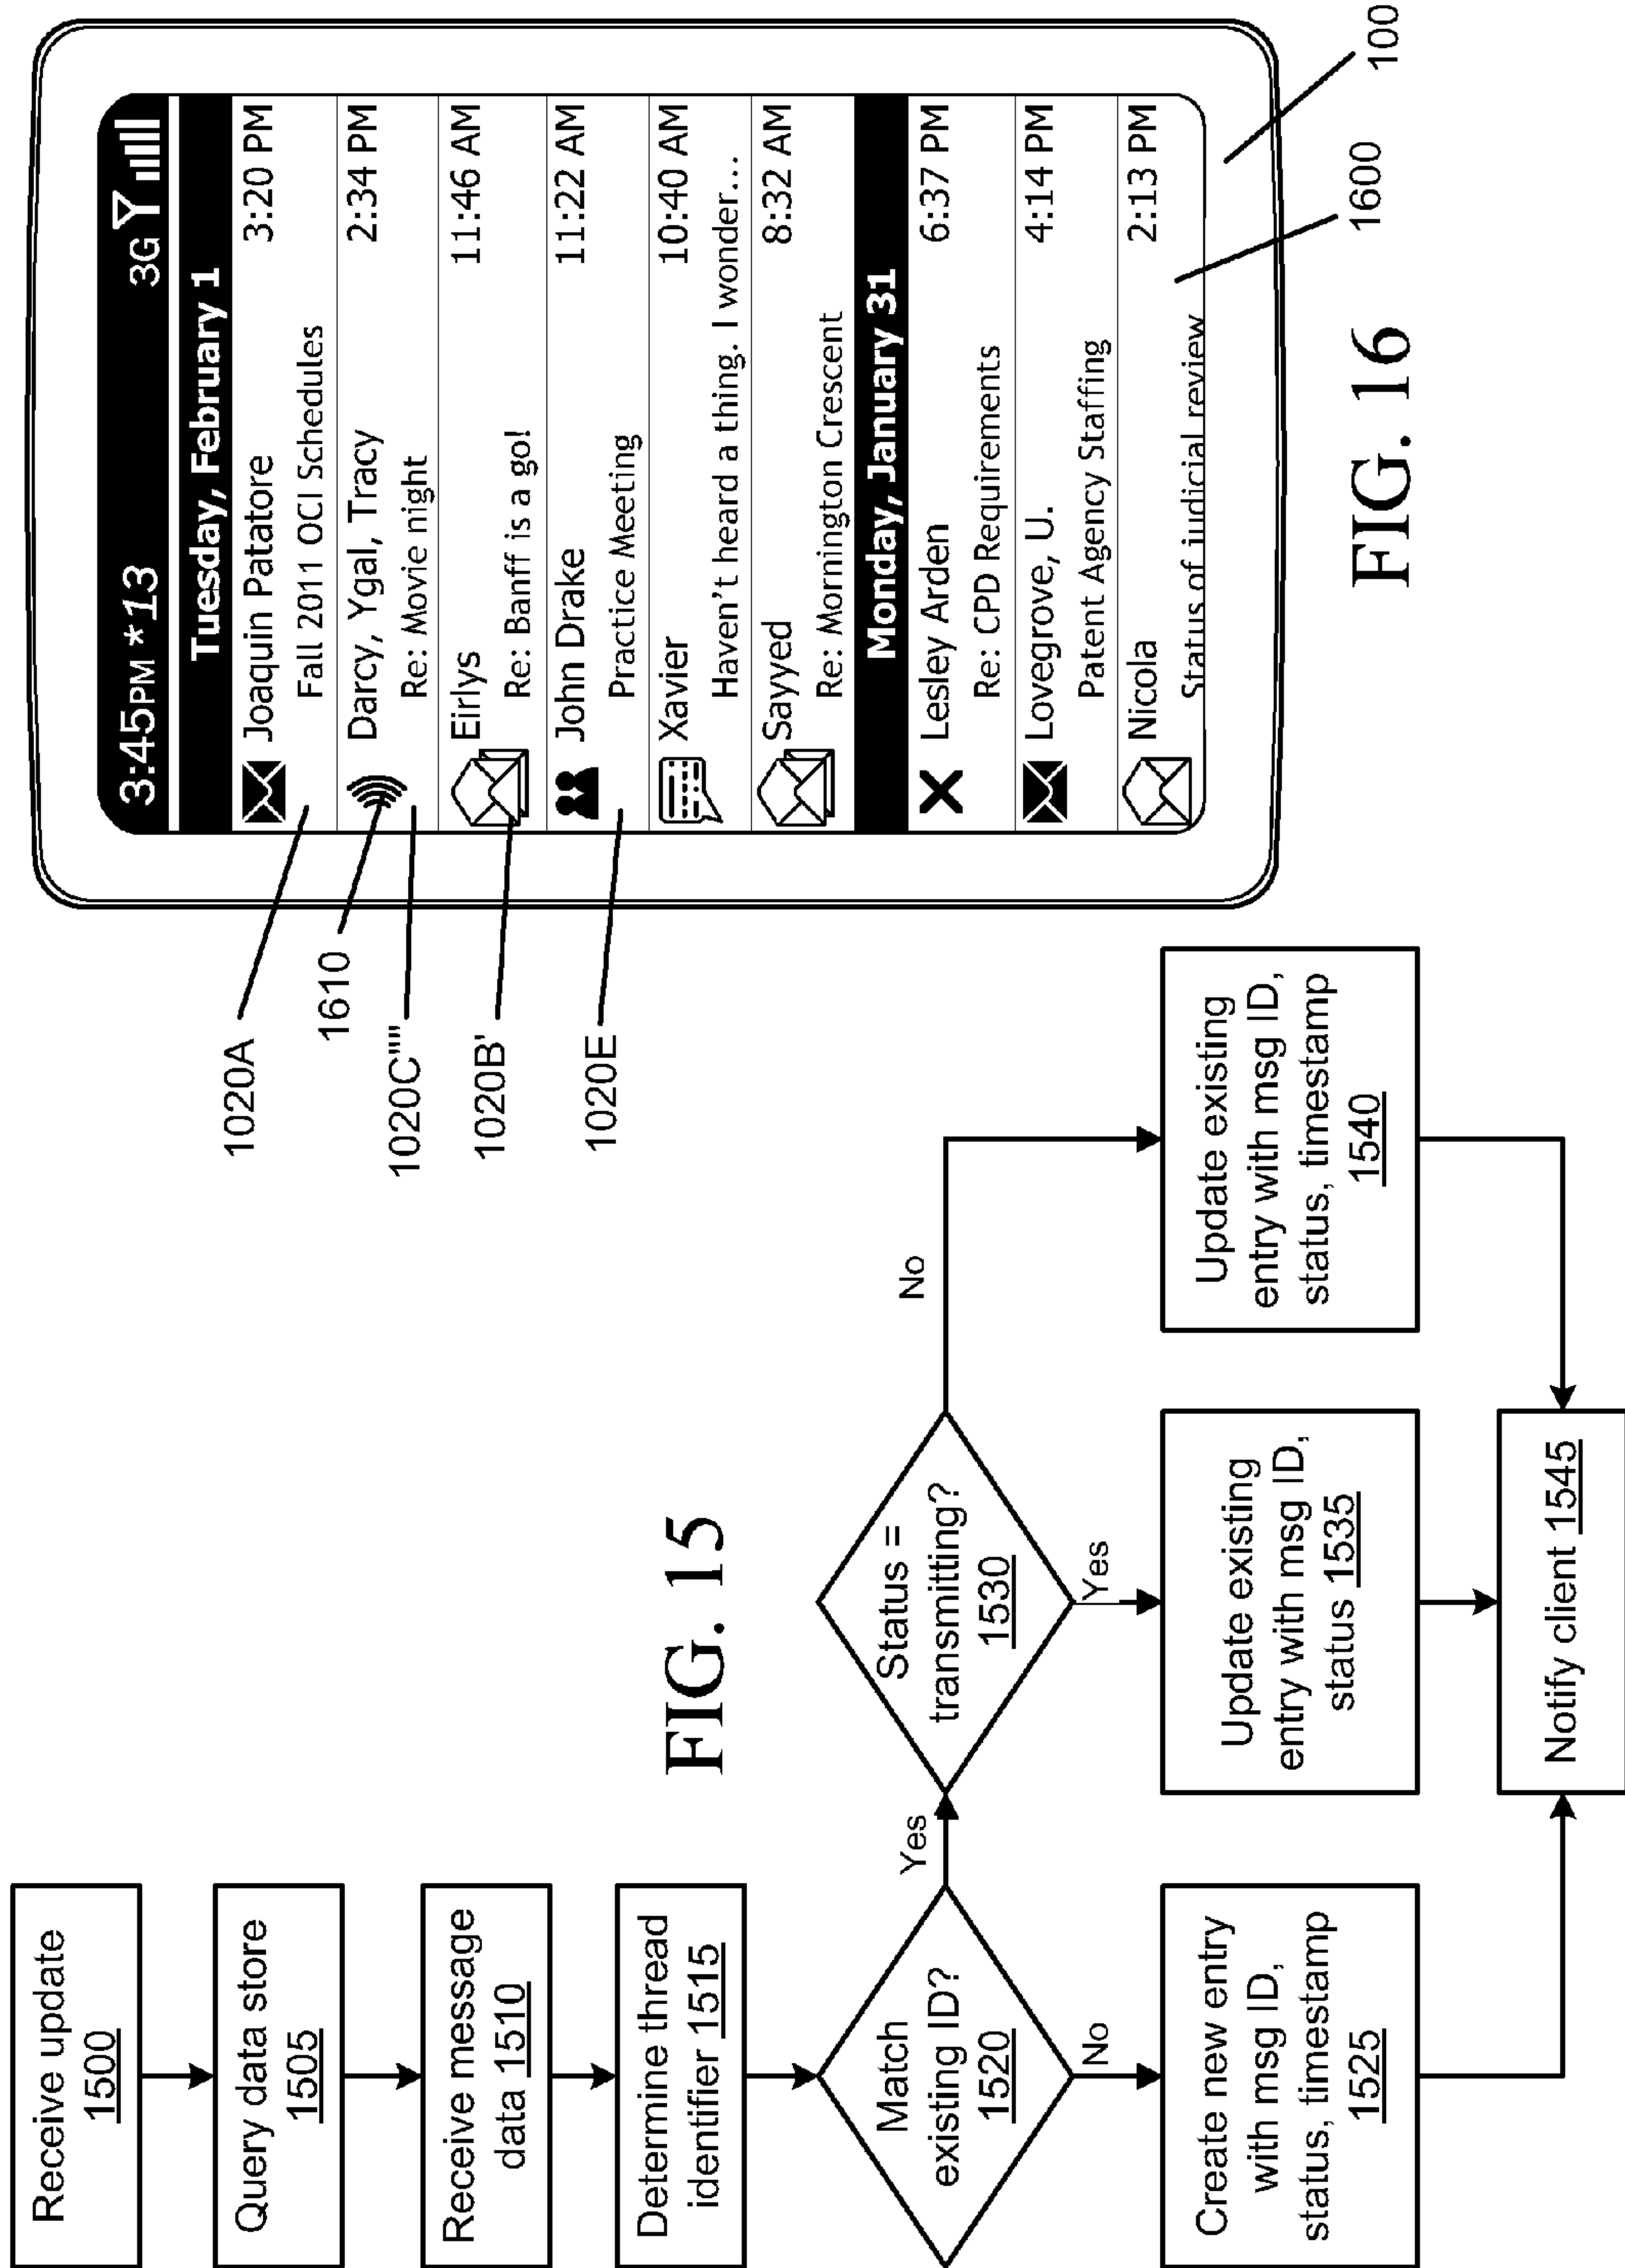 Receive update
1500
Query data store
1505
Receive message
data 1510
Determine thread
identifier 1515
Match
existing ID?
1520
Yes
No
Create new entry
with msg ID,
status, timestamp
1525
Status =
transmitting?
1530
Yes
No
Update existing
entry with msg ID,
status 1535
Update existing
entry with msg ID,
status, timestamp
1540
Notify client 1545
FIG. 15
3:45PM *13 3G
Tuesday, February 1
Joaquin Patatore 3:20 PM
Fall 2011 OCI Schedules
Darcy, Ygal, Tracy 2:34 PM
Re: Movie night
Eirlys 11:46 AM
Re: Banff is a go!
John Drake 11:22 AM
Practice Meeting
Xavier 10:40 AM
Haven't heard a thing. I wonder...
Sayyed 8:32 AM
Re: Mornington Crescent
Monday, January 31
Lesley Arden 6:37 PM
Re: CPD Requirements
Lovegrove, U. 4:14 PM
Patent Agency Staffing
Nicola 2:13 PM
Status of judicial review
1020A
1610
1020C""
1020B'
1020E
1600
100
FIG. 16